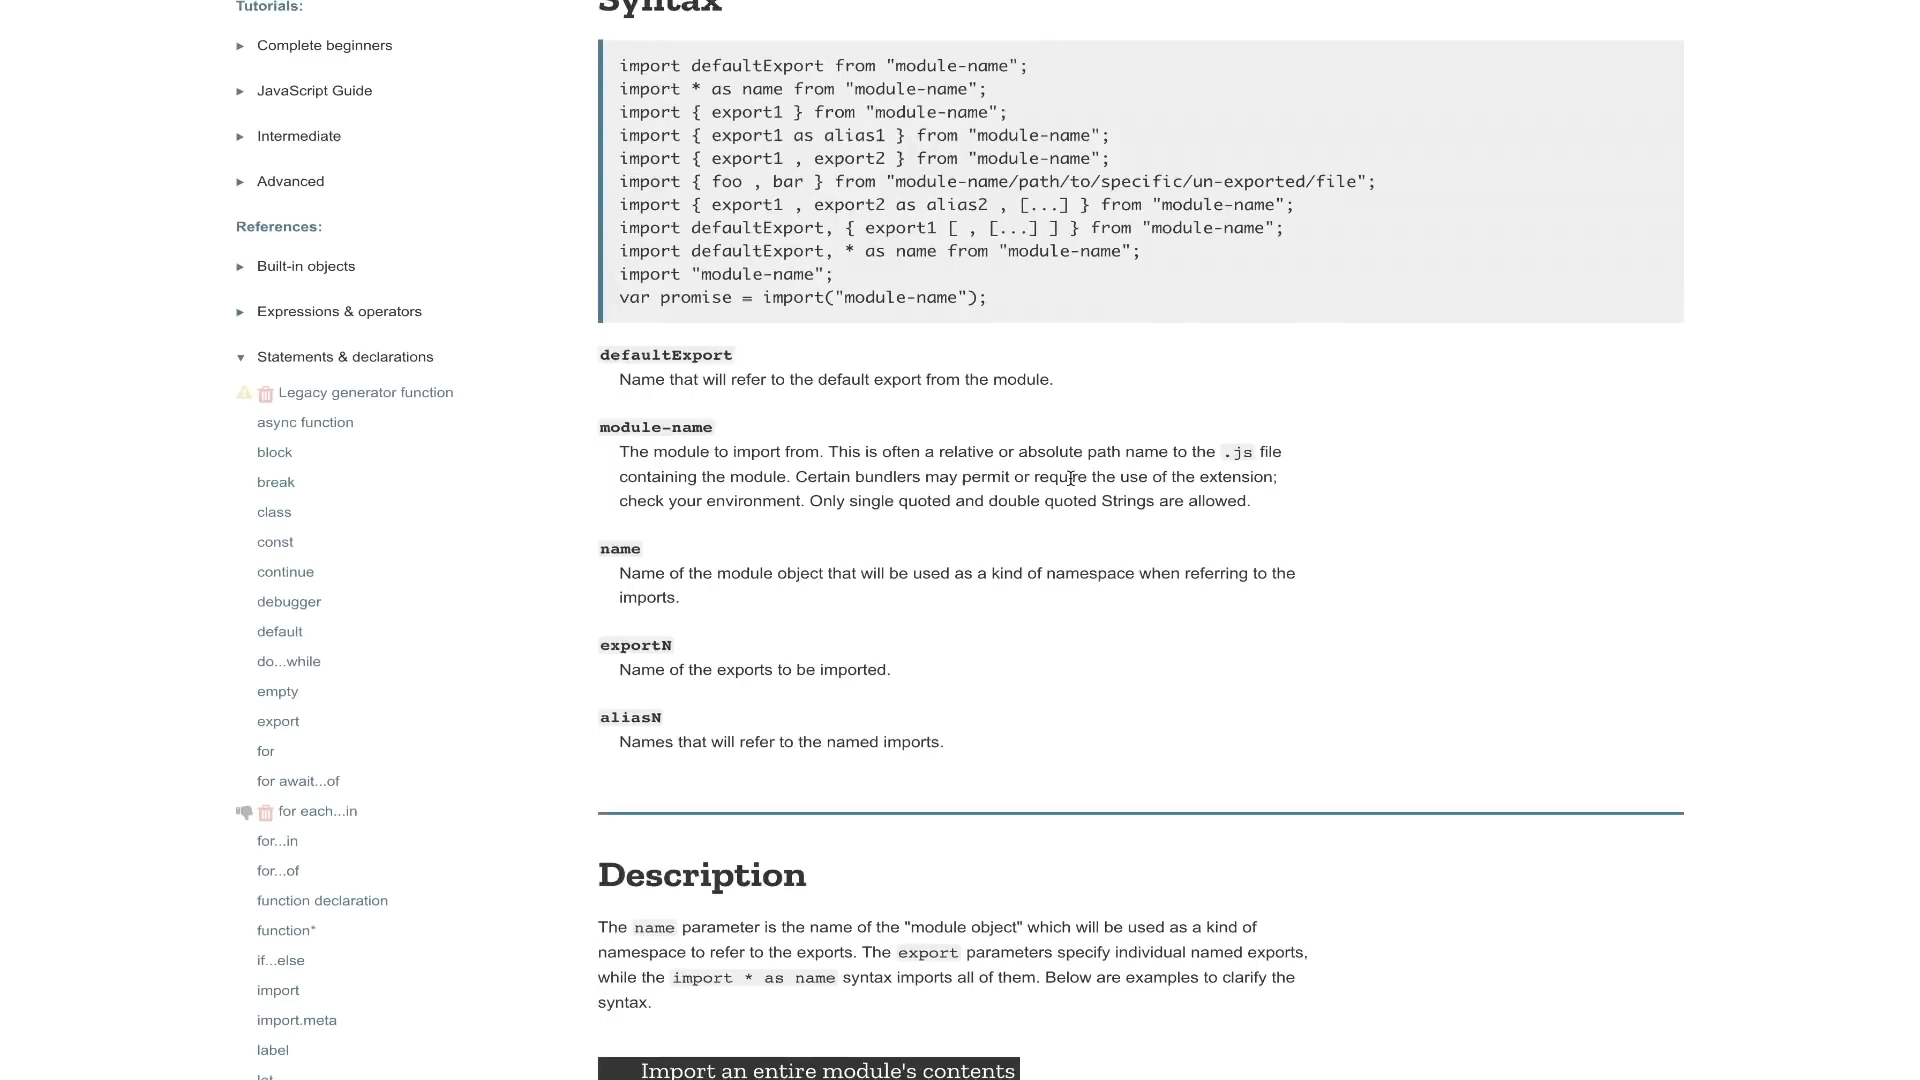 Tutorials:
Complete beginners
JavaScript Guide
Intermediate
Advanced
References:
Built-in objects
Expressions & operators
Statements & declarations
Legacy generator function
async function
block
break
class
const
continue
debugger
default
do...while
empty
export
for
for await...of
for each...in
for...in
for...of
function declaration
function*
if...else
import
import.meta
label
let
Syntax
import defaultExport from "module-name";
import * as name from "module-name";
import { export1 } from "module-name";
import { export1 as alias1 } from "module-name";
import { export1 , export2 } from "module-name";
import { foo , bar } from "module-name/path/to/specific/un-exported/file";
import { export1 , export2 as alias2 , [...] } from "module-name";
import defaultExport, { export1 [ , [...] ] } from "module-name";
import defaultExport, * as name from "module-name";
import "module-name";
var promise = import("module-name");
defaultExport
Name that will refer to the default export from the module.
module-name
The module to import from. This is often a relative or absolute path name to the .js file
containing the module. Certain bundlers may permit or require the use of the extension;
check your environment. Only single quoted and double quoted Strings are allowed.
name
Name of the module object that will be used as a kind of namespace when referring to the
imports.
exportN
Name of the exports to be imported.
aliasN
Names that will refer to the named imports.
Description
The name parameter is the name of the "module object" which will be used as a kind of
namespace to refer to the exports. The export parameters specify individual named exports,
while the import * as name syntax imports all of them. Below are examples to clarify the
syntax.
Import an entire module's contents